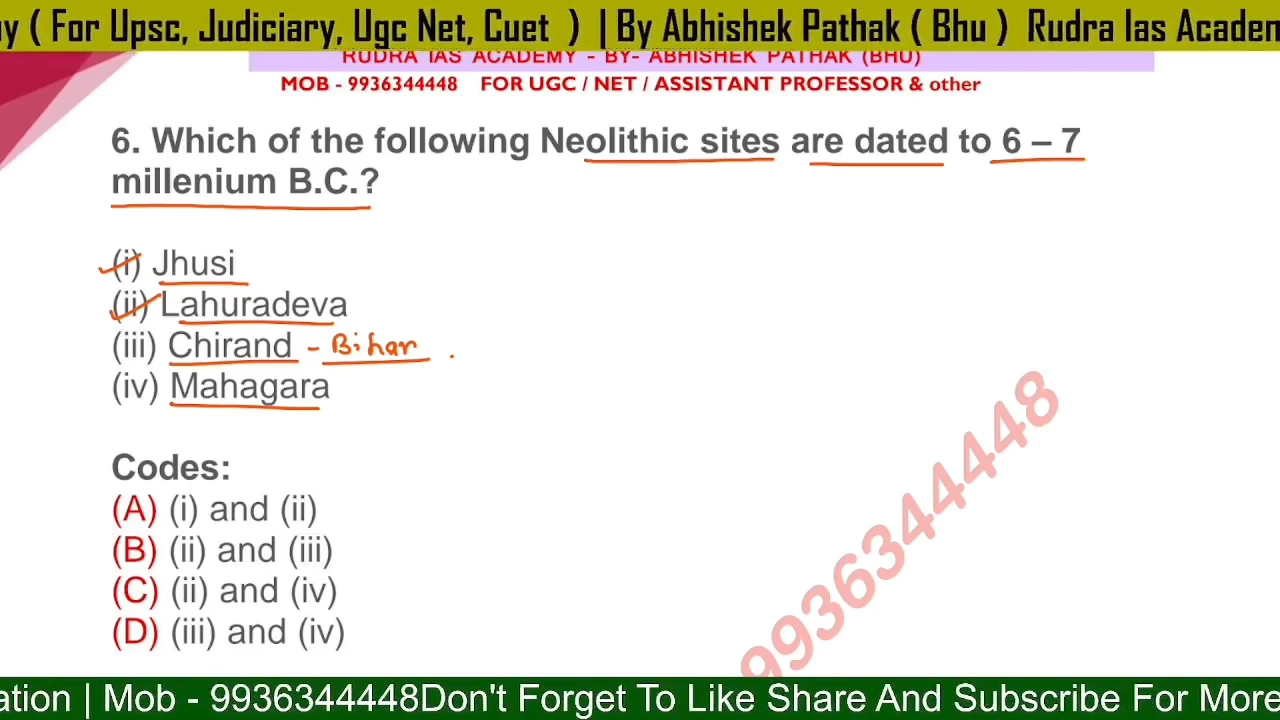 y ( For Upsc, Judiciary, Ugc Net, Cuet ) | By Abhishek Pathak ( Bhu ) Rudra Ias Academ
RUDRA IAS ACADEMY - BY- ABHISHEK PATHAK (BHU)
MOB - 9936344448 FOR UGC / NET / ASSISTANT PROFESSOR & other
6. Which of the following Neolithic sites are dated to 6 – 7
millenium B.C.?
(i) Jhusi
(ii) Lahuradeva
(iii) Chirand - Bihar .
(iv) Mahagara
Codes:
(A) (i) and (ii)
(B) (ii) and (iii)
(C) (ii) and (iv)
(D) (iii) and (iv)
9936344448
ation | Mob - 9936344448Don't Forget To Like Share And Subscribe For More